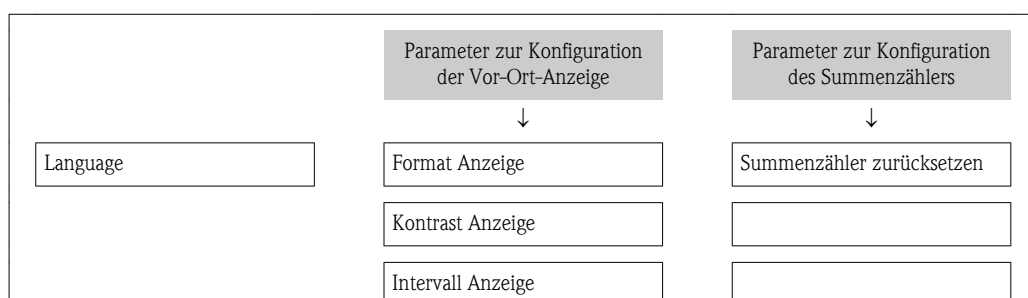 Parameter zur Konfiguration
der Vor-Ort-Anzeige
Parameter zur Konfiguration
des Summenzählers
↓
↓
Language
Format Anzeige
Summenzähler zurücksetzen
Kontrast Anzeige
Intervall Anzeige